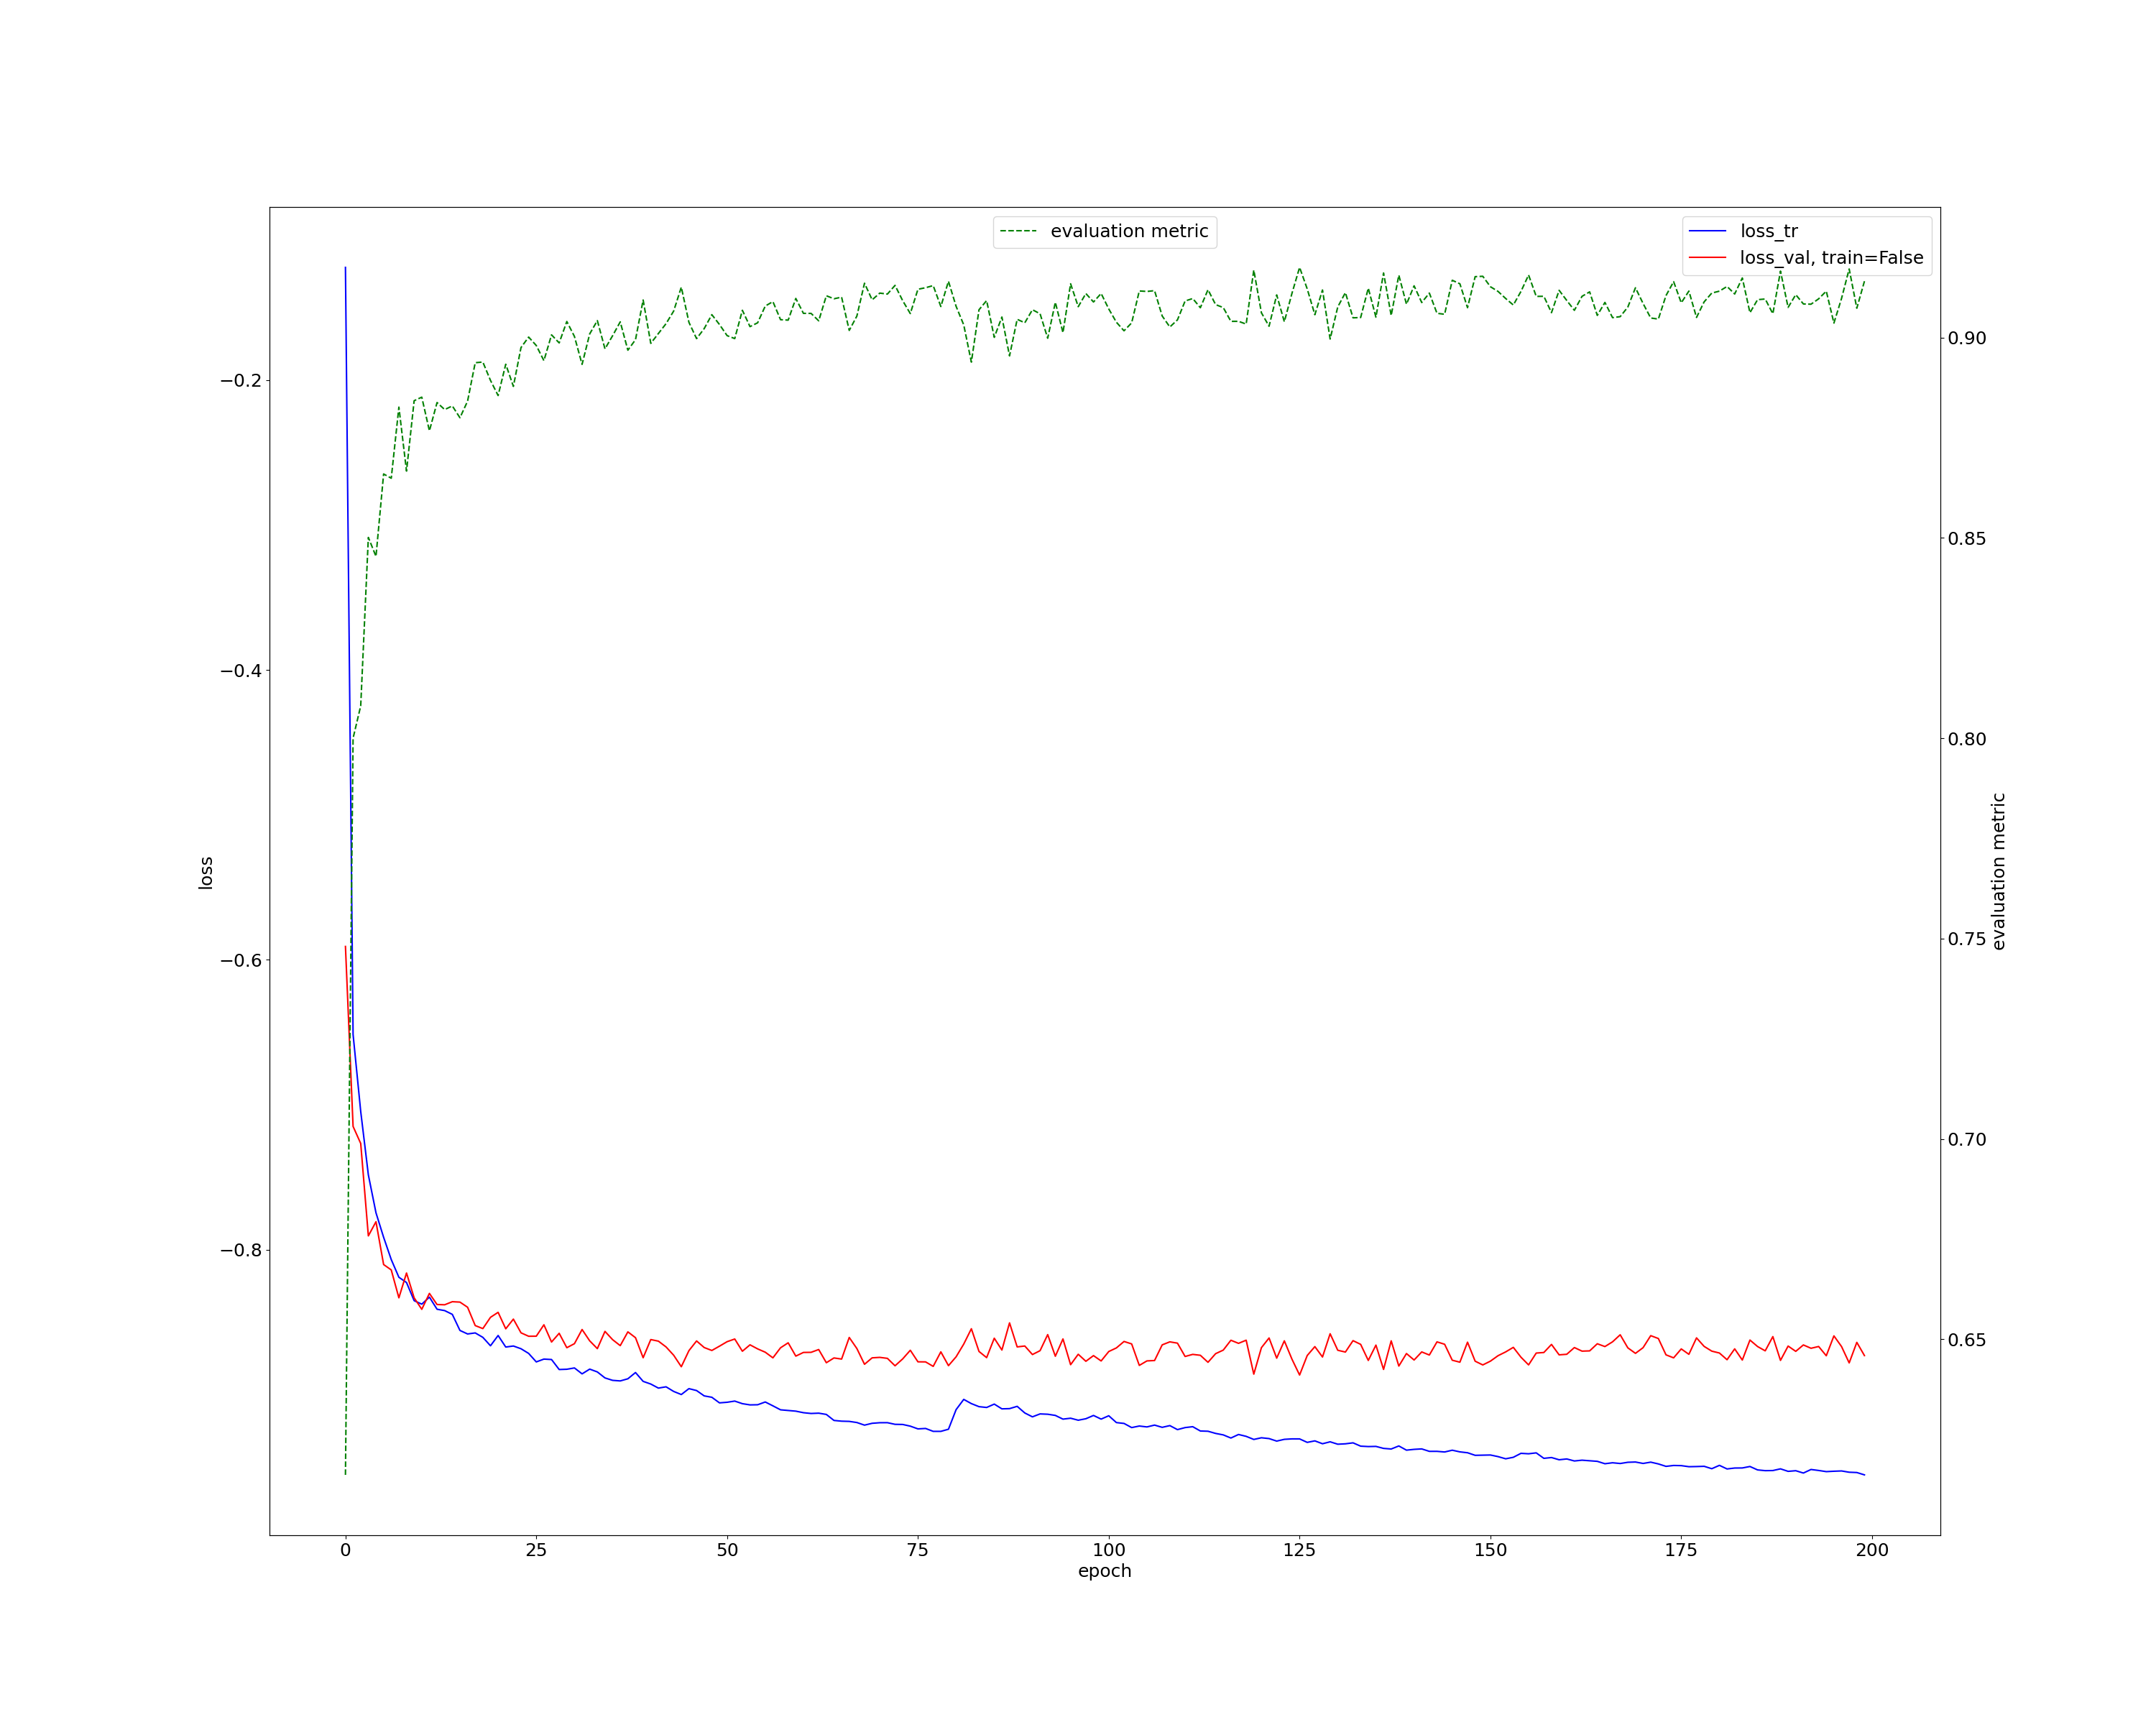 evaluation metric
loss_tr
loss_val, train=False
−0.2
−0.4
−0.6
−0.8
loss
0.90
0.85
0.80
0.75
0.70
0.65
evaluation metric
0 25 50 75 100 125 150 175 200
epoch